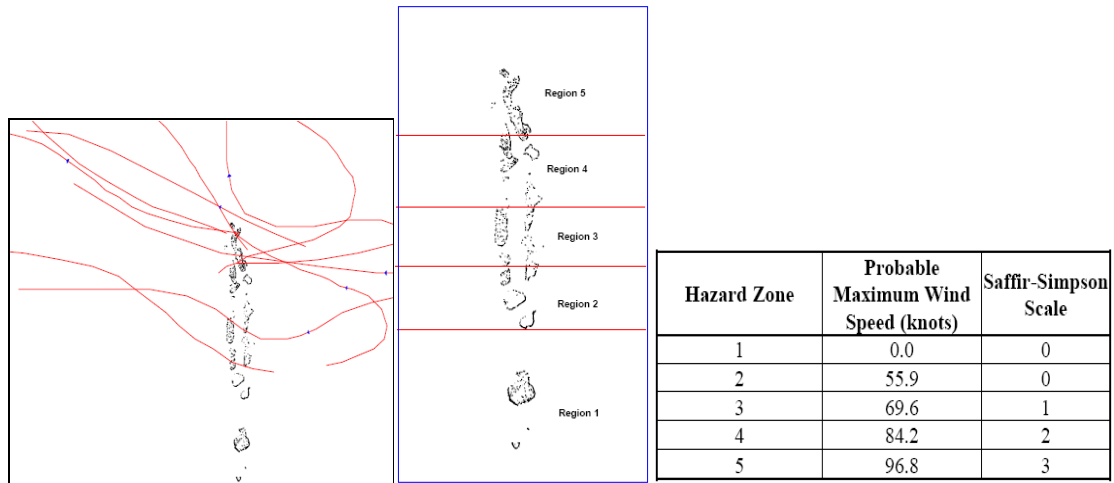 Region 5
Region 4
Region 3
Region 2
Region 1
Hazard Zone Probable Maximum Wind Speed (knots) Saffir-Simpson Scale
1 0.0 0
2 55.9 0
3 69.6 1
4 84.2 2
5 96.8 3